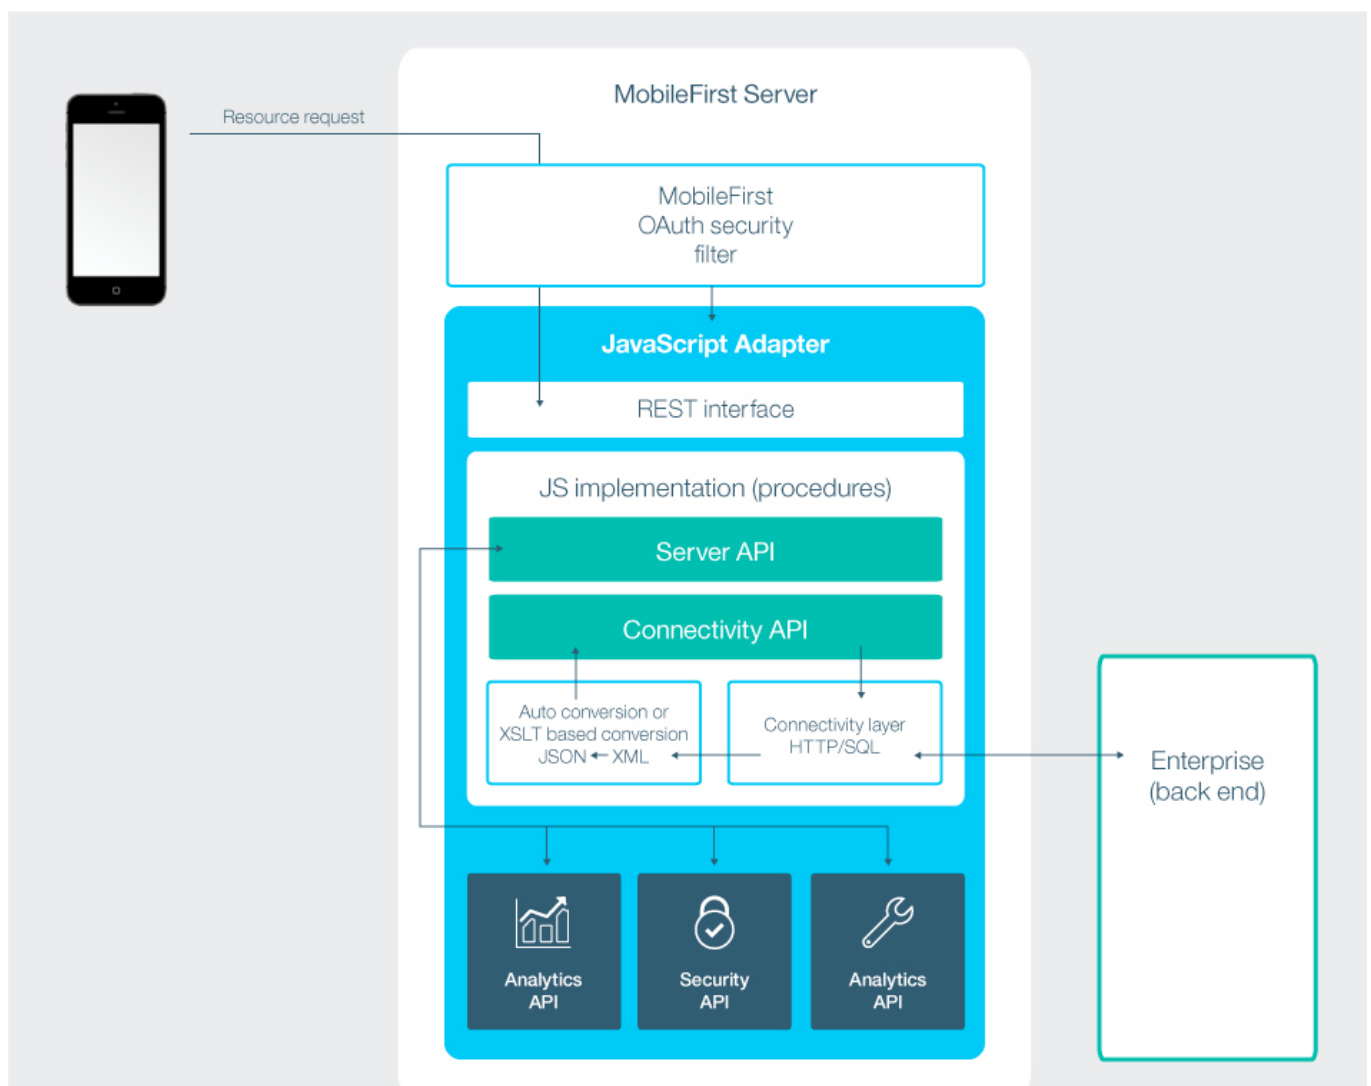 MobileFirst Server
Resource request
MobileFirst
OAuth security
filter
JavaScript Adapter
REST interface
JS implementation (procedures)
Server API
Connectivity API
Auto conversion or
XSLT based conversion
JSON ← XML
Connectivity layer
HTTP/SQL
Enterprise
(back end)
Analytics
API
Security
API
Analytics
API